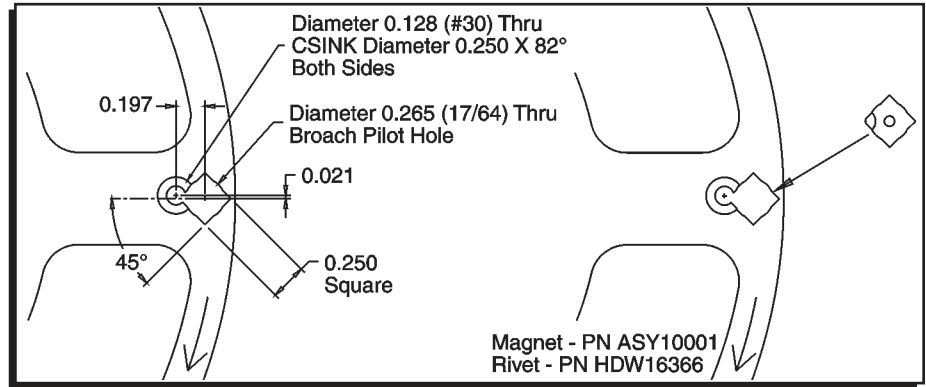 Diameter 0.128 (#30) Thru
CSINK Diameter 0.250 X 82°
Both Sides
0.197
Diameter 0.265 (17/64) Thru
Broach Pilot Hole
0.021
45°
0.250
Square
Magnet - PN ASY10001
Rivet - PN HDW16366